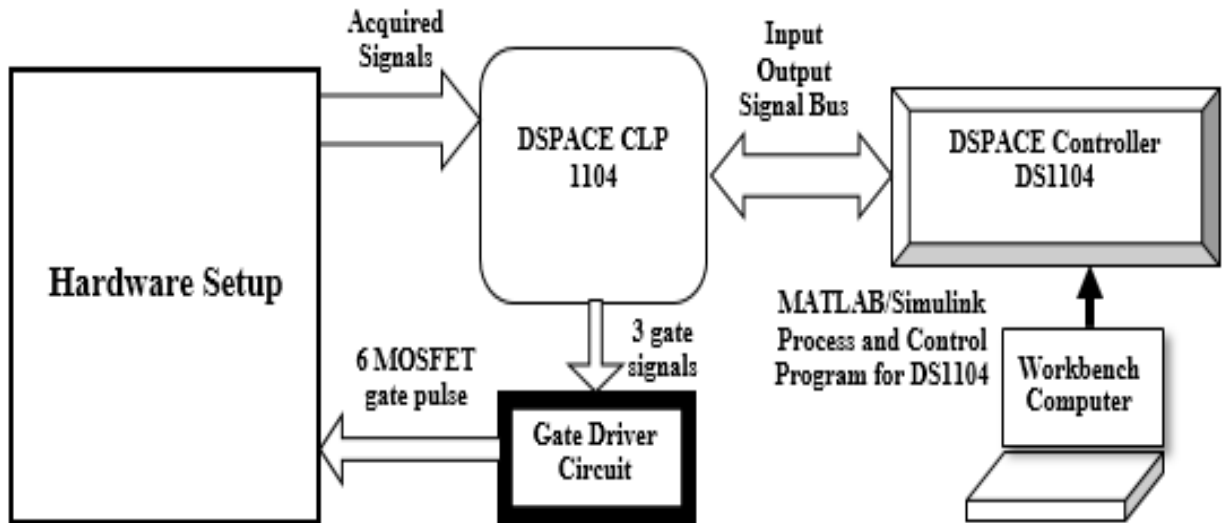 Acquired
Signals
Input
Output
Signal Bus
DSPACE CLP
1104
DSPACE Controller
DS1104
Hardware Setup
3 gate
signals
6 MOSFET
gate pulse
MATLAB/Simulink
Process and Control
Program for DS1104
Workbench
Computer
Gate Driver
Circuit